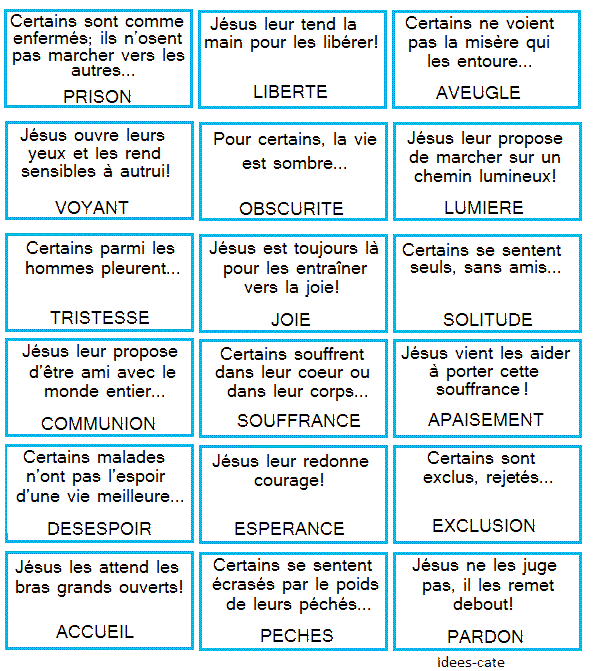 Certains sont comme
enfermés; ils n'osent
pas marcher vers les
autres...
PRISON
Jésus leur tend la
main pour les libérer!
LIBERTE
Certains ne voient
pas la misère qui
les entoure...
AVEUGLE
Jésus ouvre leurs
yeux et les rend
sensibles à autrui!
VOYANT
Pour certains, la vie
est sombre...
OBSCURITE
Jésus leur propose
de marcher sur un
chemin lumineux!
LUMIERE
Certains parmi les
hommes pleurent...
TRISTESSE
Jésus est toujours là
pour les entraîner
vers la joie!
JOIE
Certains se sentent
seuls, sans amis...
SOLITUDE
Jésus leur propose
d'être ami avec le
monde entier...
COMMUNION
Certains souffrent
dans leur coeur ou
dans leur corps...
SOUFFRANCE
Jésus vient les aider
à porter cette
souffrance !
APAISEMENT
Certains malades
n'ont pas l'espoir
d'une vie meilleure...
DESESPOIR
Jésus leur redonne
courage!
ESPERANCE
Certains sont
exclus, rejetés...
EXCLUSION
Jésus les attend les
bras grands ouverts!
ACCUEIL
Certains se sentent
écrasés par le poids
de leurs péchés...
PECHES
Jésus ne les juge
pas, il les remet
debout!
PARDON
idees-cate